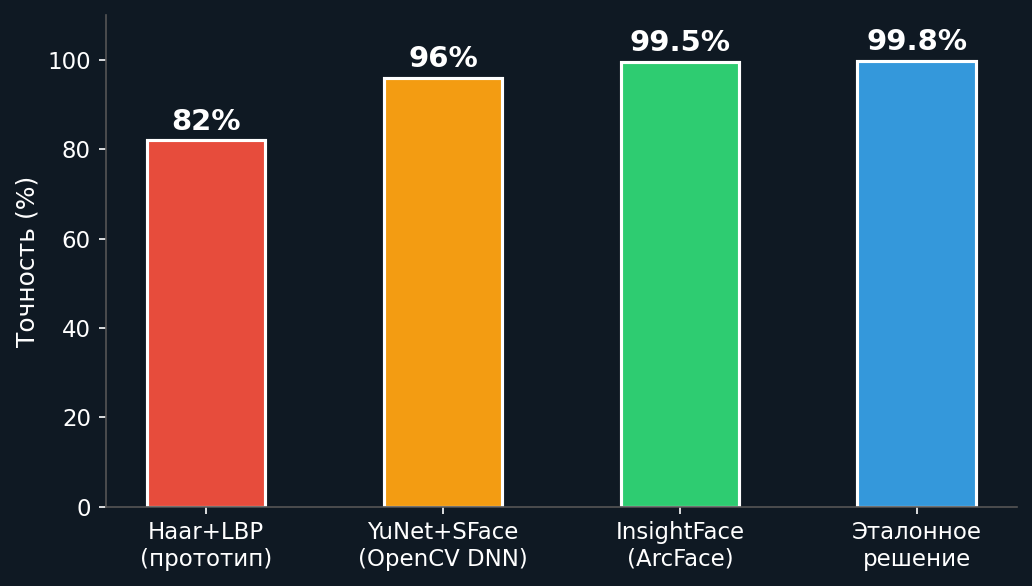 Точность (%)
100
80
60
40
20
0
82%
96%
99.5%
99.8%
Haar+LBP
(прототип)
YuNet+SFace
(OpenCV DNN)
InsightFace
(ArcFace)
Эталонное
решение